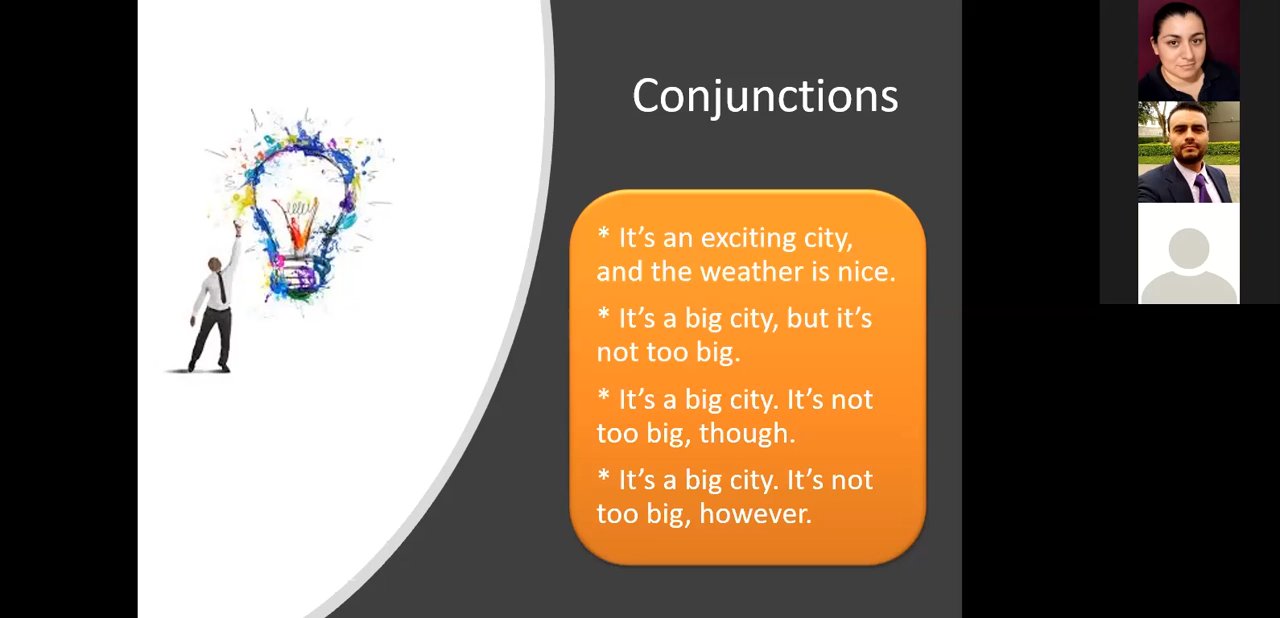 Conjunctions
* It’s an exciting city,
and the weather is nice.
* It’s a big city, but it’s
not too big.
* It’s a big city. It’s not
too big, though.
* It’s a big city. It’s not
too big, however.